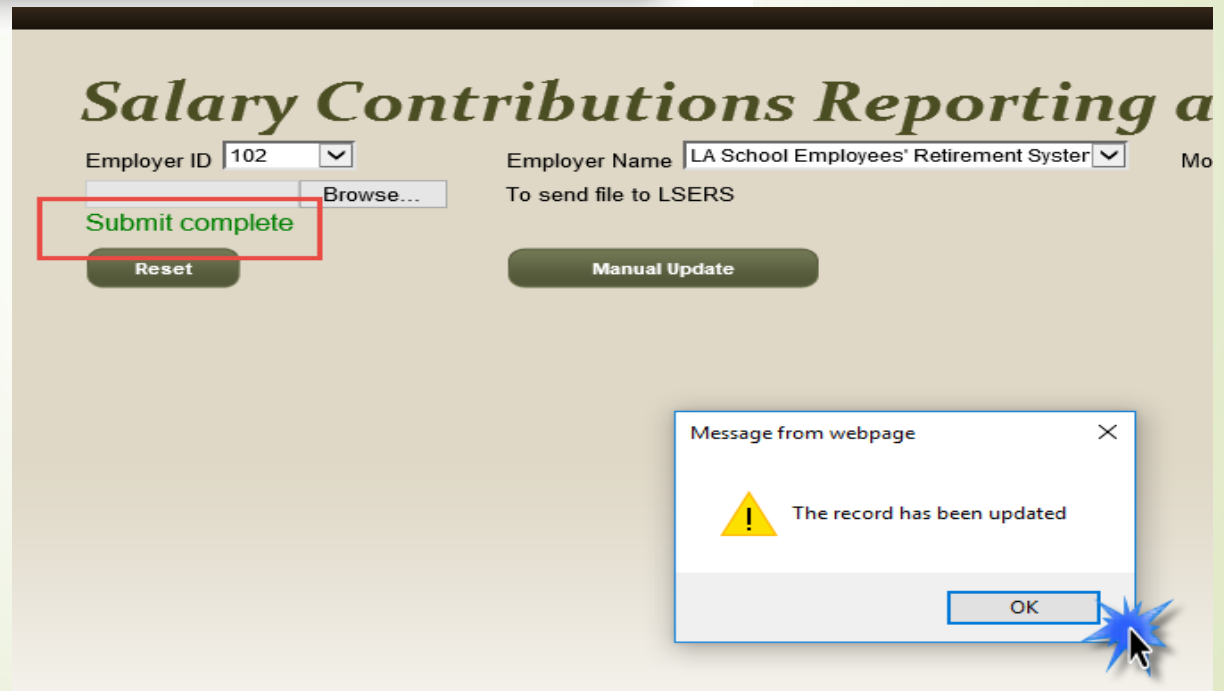 Salary Contributions Reporting a
Employer ID 102 Employer Name LA School Employees' Retirement Syster Mo
Browse... To send file to LSERS
Submit complete
Reset Manual Update
Message from webpage
! The record has been updated
OK